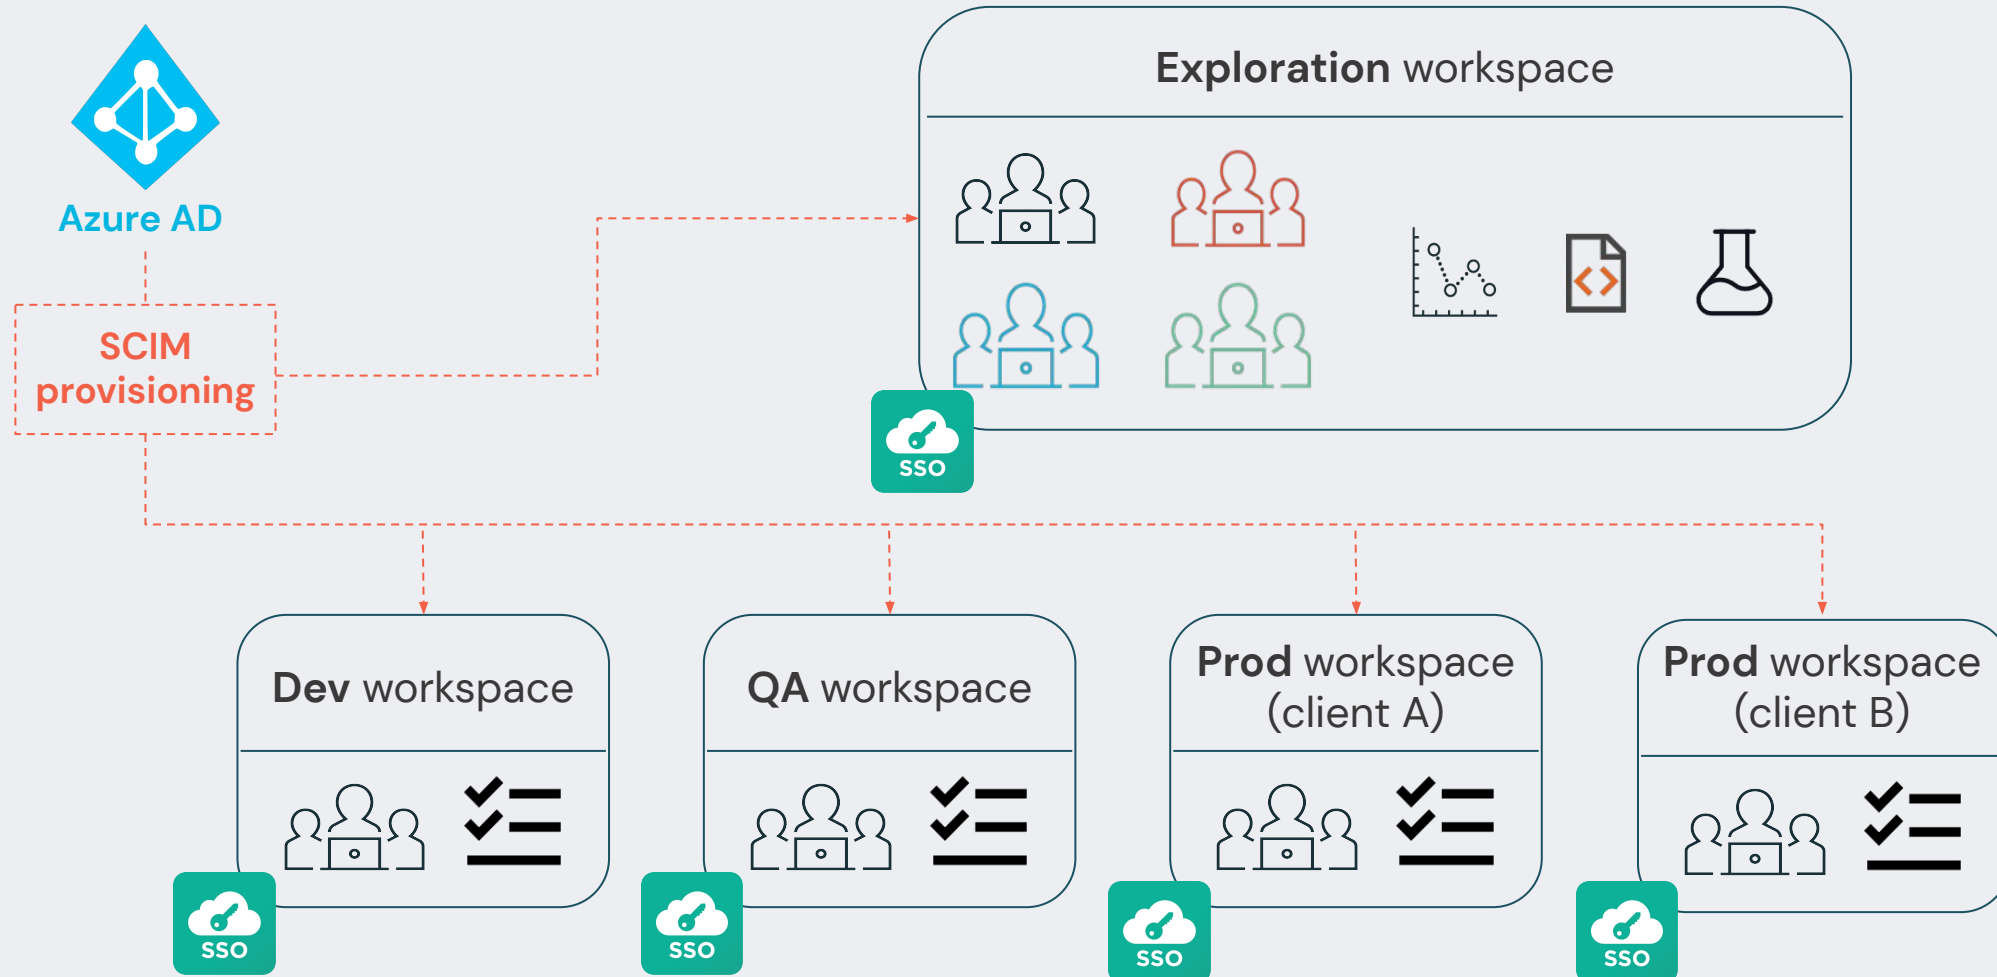 Azure AD
SCIM
provisioning
Exploration workspace
SSO
Dev workspace
SSO
QA workspace
SSO
Prod workspace
(client A)
SSO
Prod workspace
(client B)
SSO